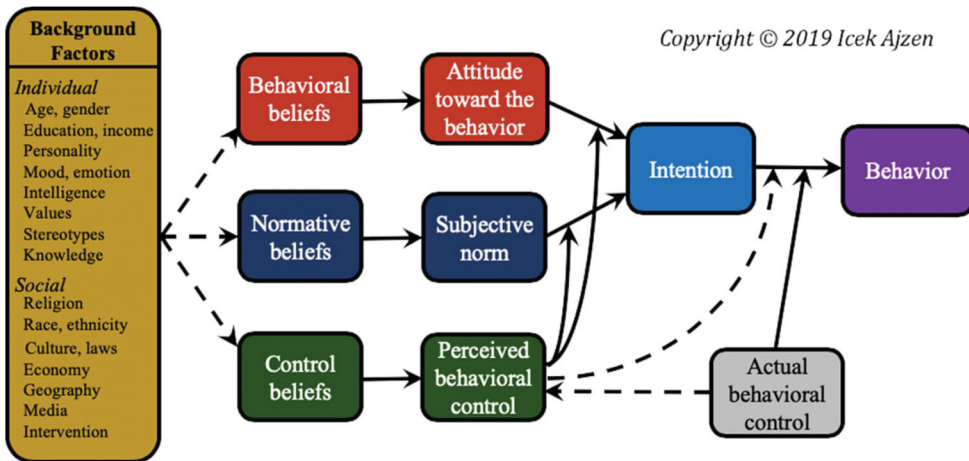 Background
Factors
Individual
Age, gender
Education, income
Personality
Mood, emotion
Intelligence
Values
Stereotypes
Knowledge
Social
Religion
Race, ethnicity
Culture, laws
Economy
Geography
Media
Intervention
Copyright © 2019 Icek Ajzen
Behavioral
beliefs
Attitude
toward the
behavior
Normative
beliefs
Subjective
norm
Control
beliefs
Perceived
behavioral
control
Intention
Behavior
Actual
behavioral
control